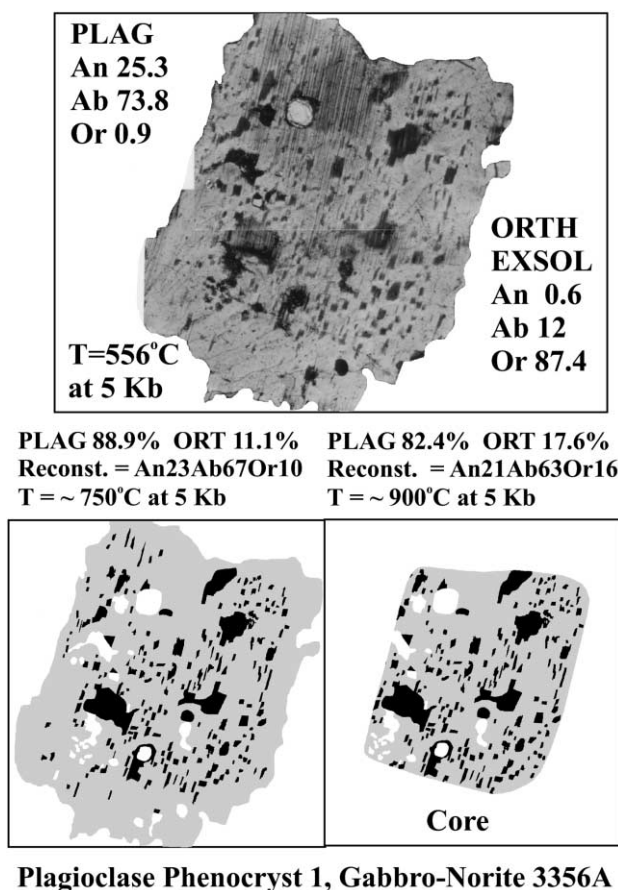 PLAG
An 25.3
Ab 73.8
Or 0.9
ORTH
EXSOL
An 0.6
Ab 12
Or 87.4
T=556°C
at 5 Kb
PLAG 88.9% ORT 11.1%
Reconst. = An23Ab67Or10
T = ~ 750°C at 5 Kb
PLAG 82.4% ORT 17.6%
Reconst. = An21Ab63Or16
T = ~ 900°C at 5 Kb
Core
Plagioclase Phenocryst 1, Gabbro-Norite 3356A